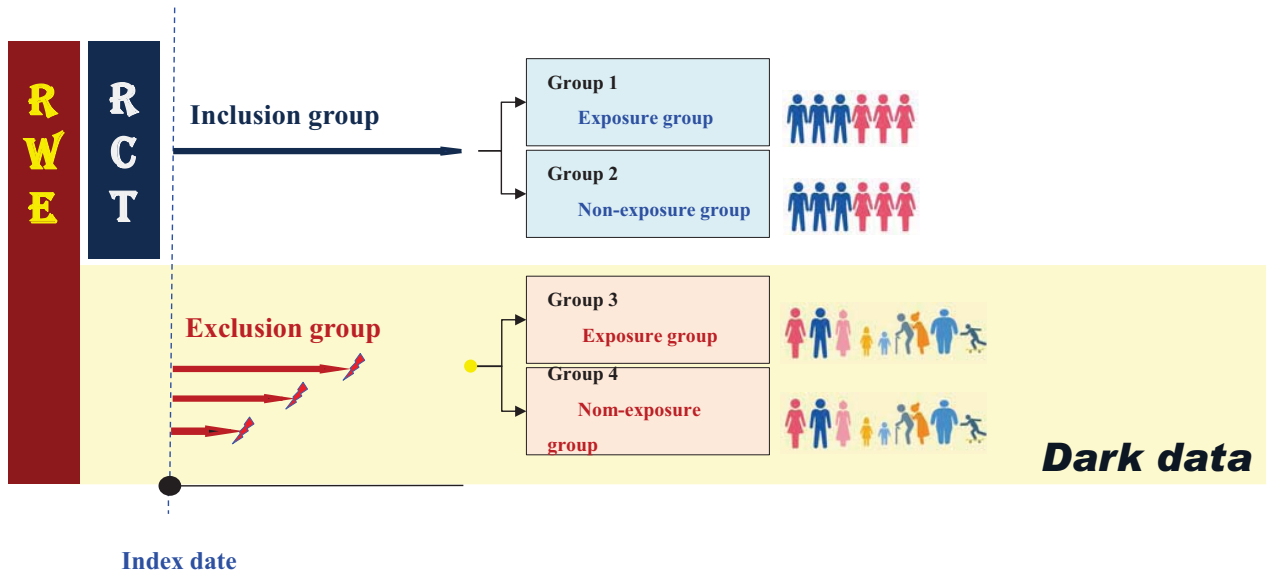 RWE
RCT
Inclusion group
Group 1
Exposure group
Group 2
Non-exposure group
Exclusion group
Group 3
Exposure group
Group 4
Nom-exposure
group
Dark data
Index date